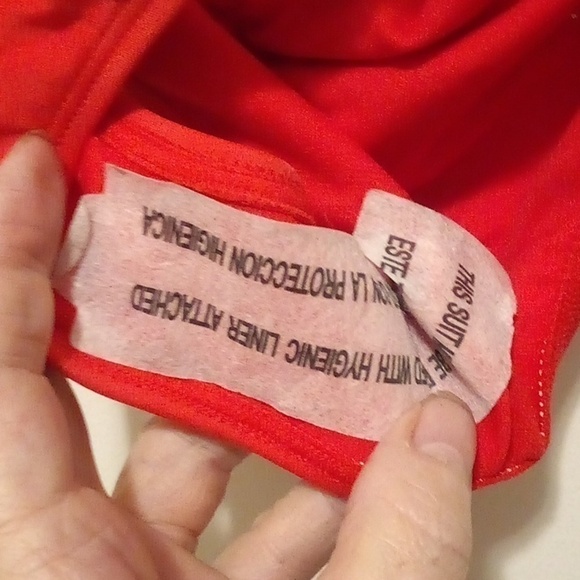 THIS SUIT WITH HYGIENIC LINER ATTACHED
ESTE LA PROTECCION HIGIENICA